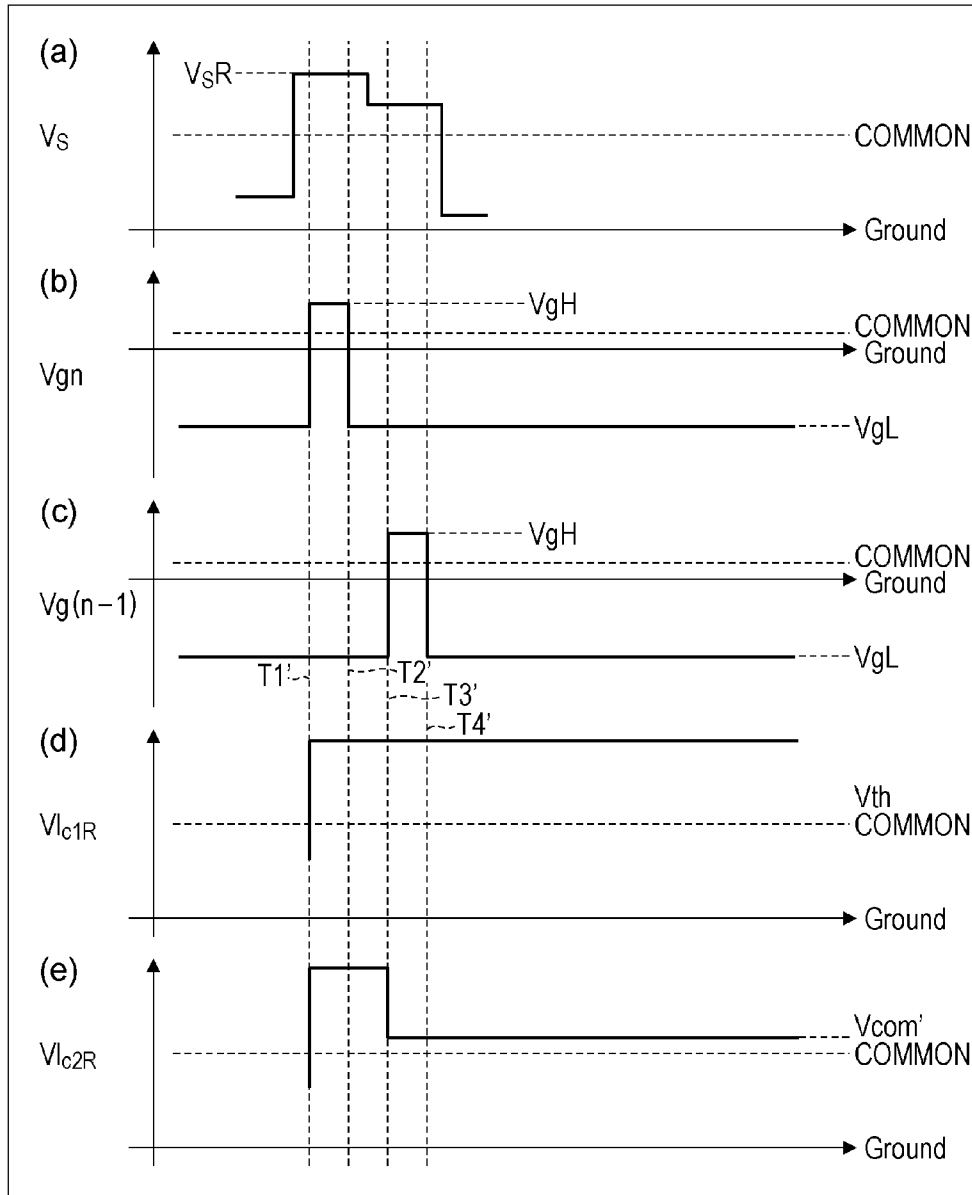 (a)
VSR
VS
COMMON
Ground
(b)
VgH
COMMON
Ground
Vgn
VgL
(c)
VgH
COMMON
Ground
Vg(n−1)
VgL
T1’
T2’
T3’
T4’
(d)
Vth
Vlc1R
COMMON
Ground
(e)
Vcom’
Vlc2R
COMMON
Ground